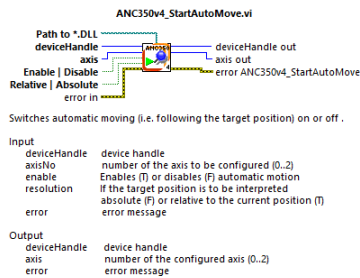 ANC350v4_StartAutoMove.vi
Path to *.DLL
deviceHandle
axis
Enable | Disable
Relative | Absolute
error in
ANC350
4
deviceHandle out
axis out
error ANC350v4_StartAutoMove
Switches automatic moving (i.e. following the target position) on or off .
Input
deviceHandle device handle
axisNo number of the axis to be configured (0..2)
enable Enables (T) or disables (F) automatic motion
resolution If the target position is to be interpreted
absolute (F) or relative to the current position (T)
error error message
Output
deviceHandle device handle
axis number of the configured axis (0..2)
error error message